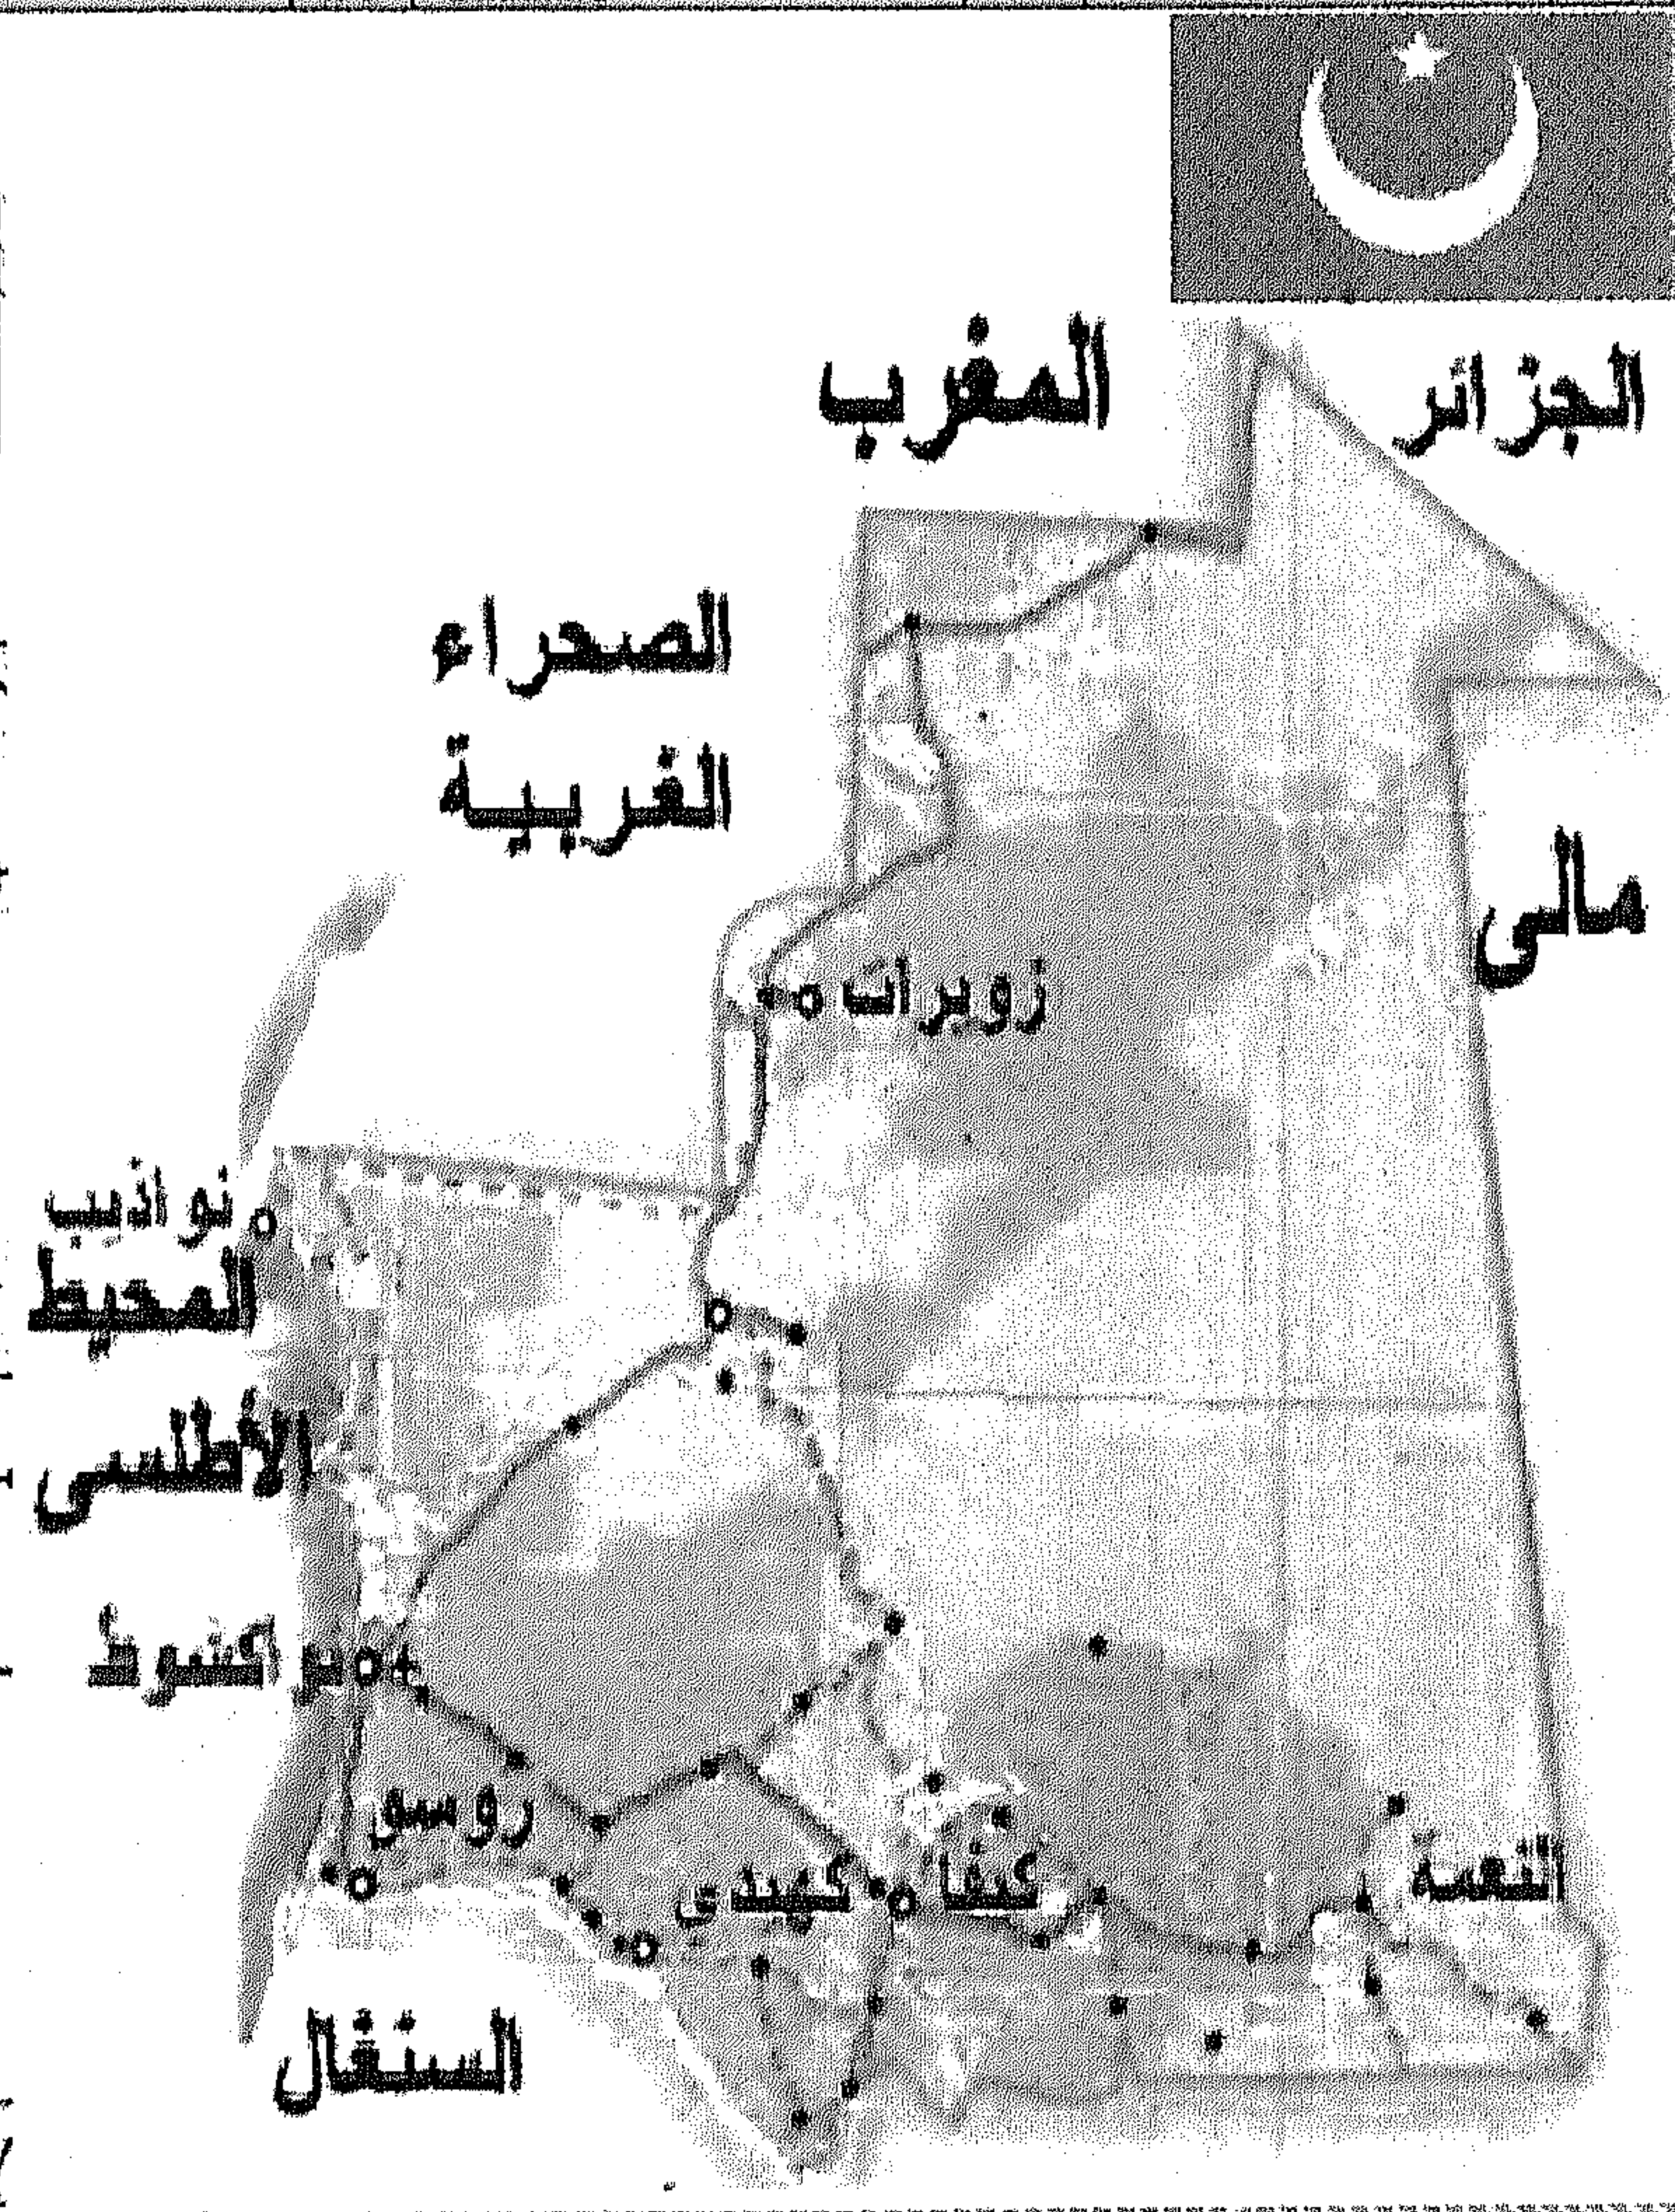 المغرب
الجزائر
الصحراء
الغربية
مالى
زويرات
نواذيب
المحيط
الأطلسى
نواكشوط
روسو
كيهيدي
كيفا
النعمة
السنغال